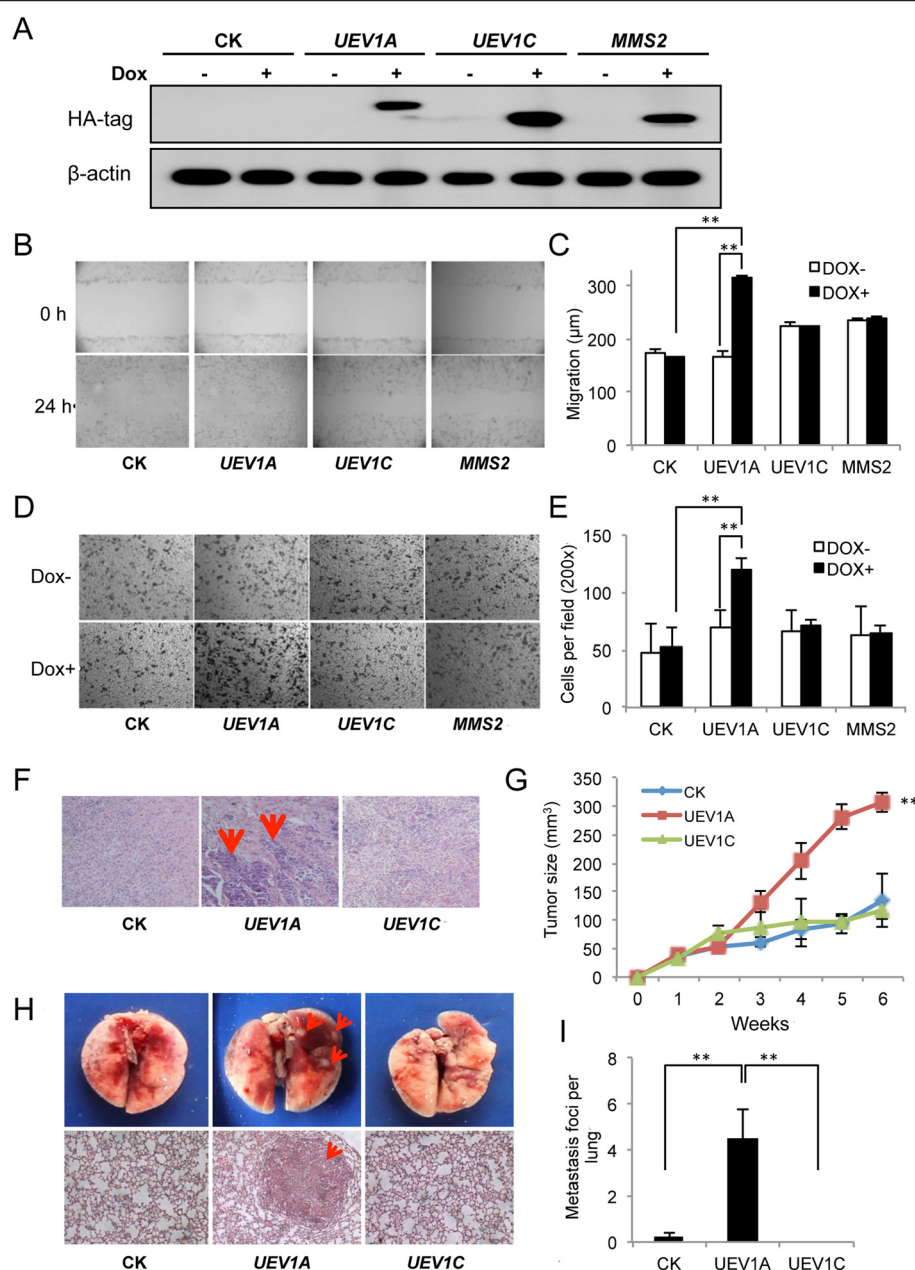 A
CK UEV1A UEV1C MMS2
Dox - + - + - + - +
HA-tag
β-actin
B
0 h
24 h
CK UEV1A UEV1C MMS2
C
**
**
DOX-
DOX+
Migration (µm)
300
200
100
0
CK UEV1A UEV1C MMS2
D
Dox-
Dox+
CK UEV1A UEV1C MMS2
E
**
**
DOX-
DOX+
Cells per field (200x)
150
100
50
0
CK UEV1A UEV1C MMS2
F
CK UEV1A UEV1C
G
CK
UEV1A
UEV1C
**
Tumor size (mm³)
350
300
250
200
150
100
50
0
0 1 2 3 4 5 6
Weeks
H
CK UEV1A UEV1C
I
** **
Metastasis foci per
lung
8
6
4
2
0
CK UEV1A UEV1C